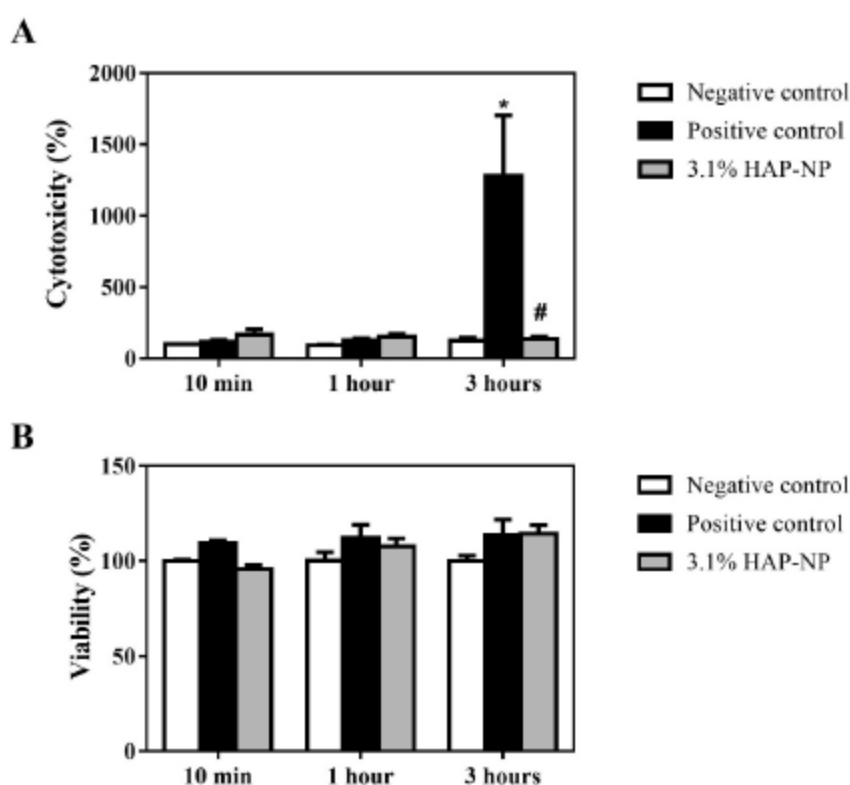 A
Cytotoxicity (%)
2000
1500
1000
500
0
*
#
10 min 1 hour 3 hours
Negative control
Positive control
3.1% HAP-NP
B
Viability (%)
150
100
50
0
10 min 1 hour 3 hours
Negative control
Positive control
3.1% HAP-NP